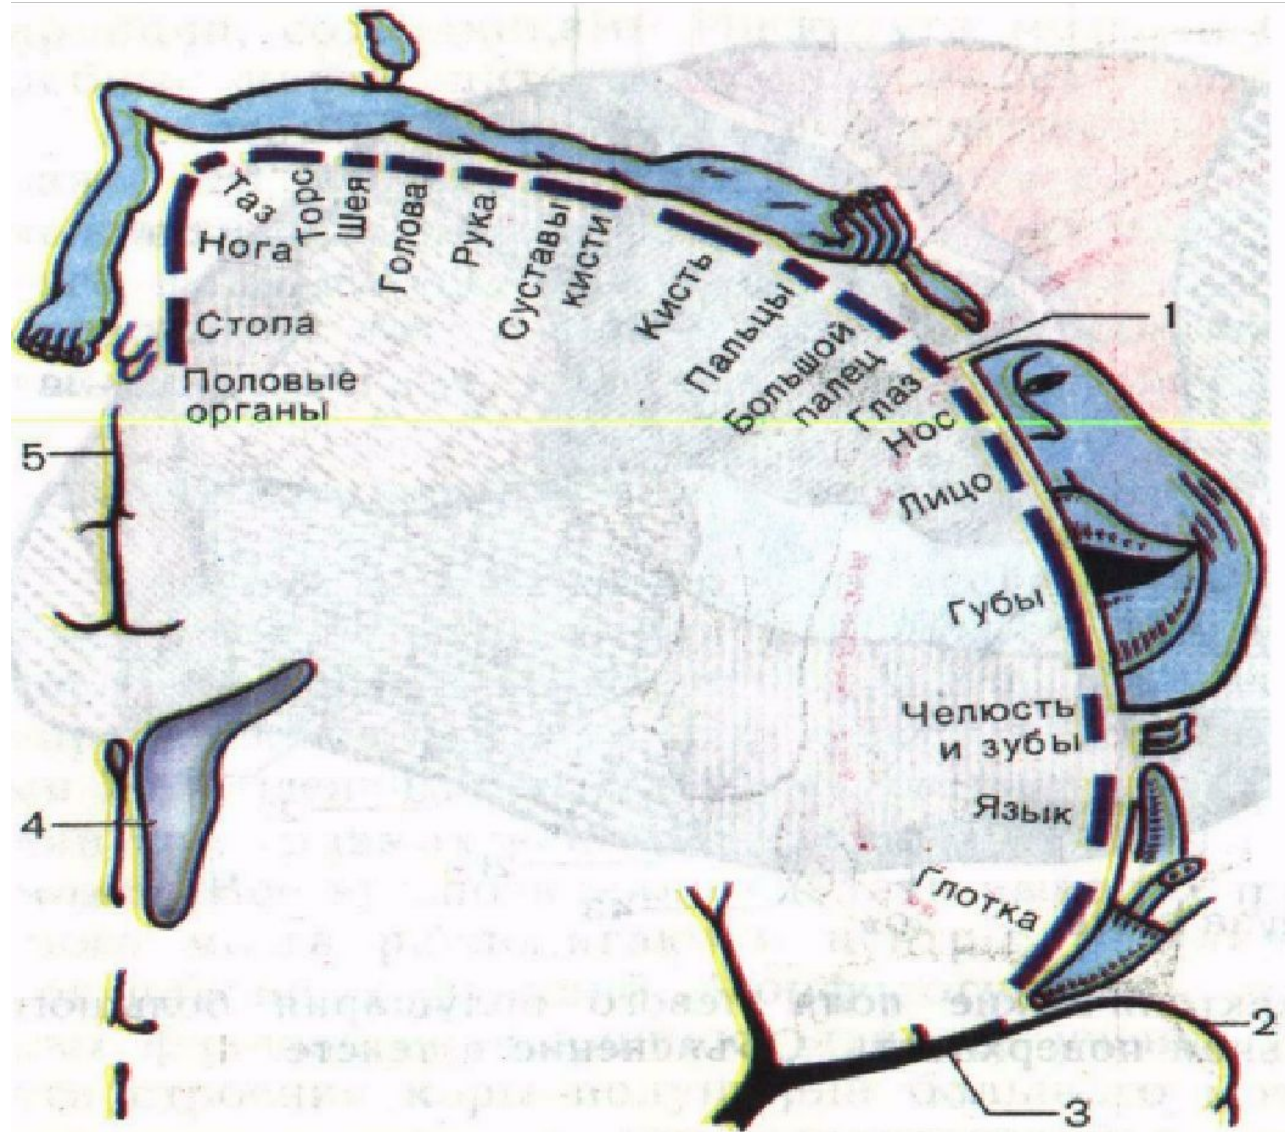 Таз
Торс
Шея
Голова
Рука
Суставы
кисти
Кисть
Пальцы
Большой
палец
Глаз
Нос
Лицо
Губы
Челюсть
и зубы
Язык
Глотка
Нога
Стопа
Половые
органы
1
5
4
2
3